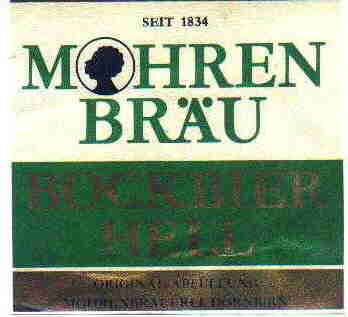 SEIT 1834
MOHREN
BRÄU
BOCKBIER
HELL
ORIGINALABFÜLLUNG
MOHRENBRAUEREI DORNBIRN